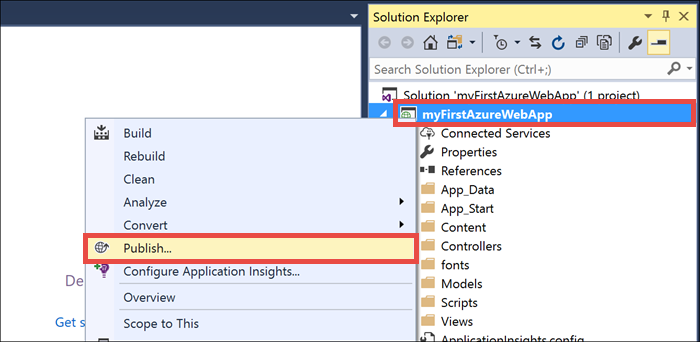 Solution Explorer
Search Solution Explorer (Ctrl+;)
Solution 'myFirstAzureWebApp' (1 project)
myFirstAzureWebApp
Connected Services
Properties
References
App_Data
App_Start
Content
Controllers
fonts
Models
Scripts
Views
ApplicationInsights.config
Build
Rebuild
Clean
Analyze
Convert
Publish...
Configure Application Insights...
Overview
Scope to This
De
Get s